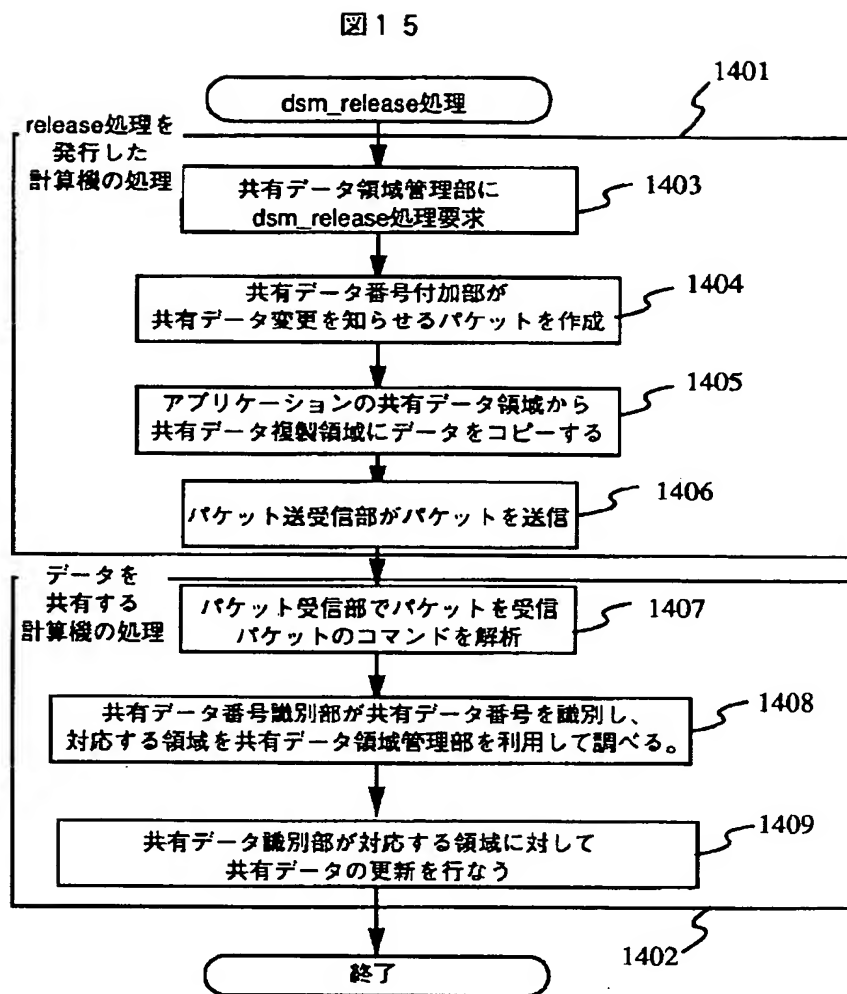 図15
1401
dsm_release処理
release処理を
発行した
計算機の処理
共有データ領域管理部に
dsm_release処理要求
1403
共有データ番号付加部が
共有データ変更を知らせるパケットを作成
1404
アプリケーションの共有データ領域から
共有データ複製領域にデータをコピーする
1405
パケット送受信部がパケットを送信
1406
データを
共有する
計算機の処理
パケット受信部でパケットを受信
パケットのコマンドを解析
1407
共有データ番号識別部が共有データ番号を識別し、
対応する領域を共有データ領域管理部を利用して調べる。
1408
共有データ識別部が対応する領域に対して
共有データの更新を行なう
1409
1402
終了